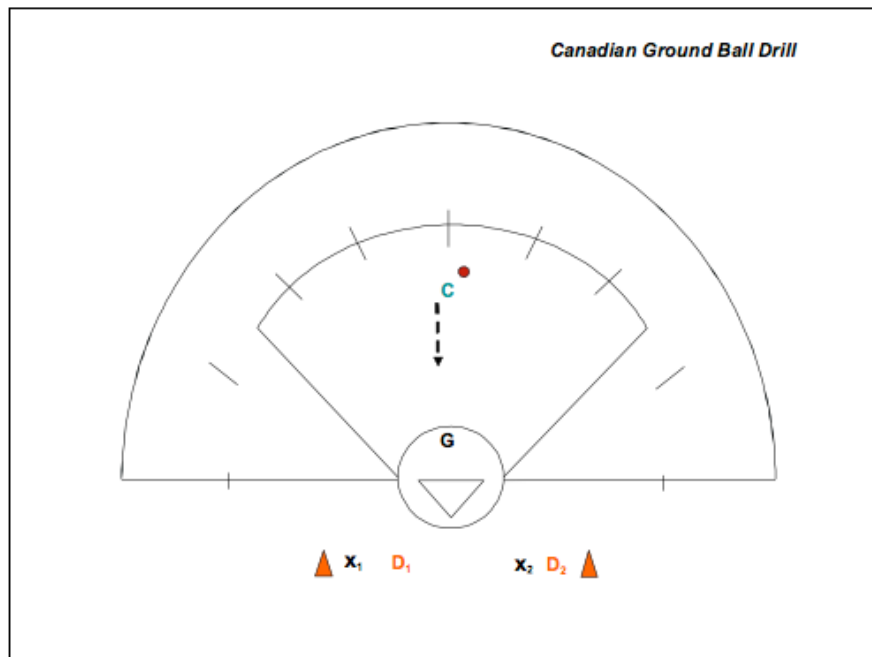 Canadian Ground Ball Drill
C
G
X₁ D₁ X₂ D₂